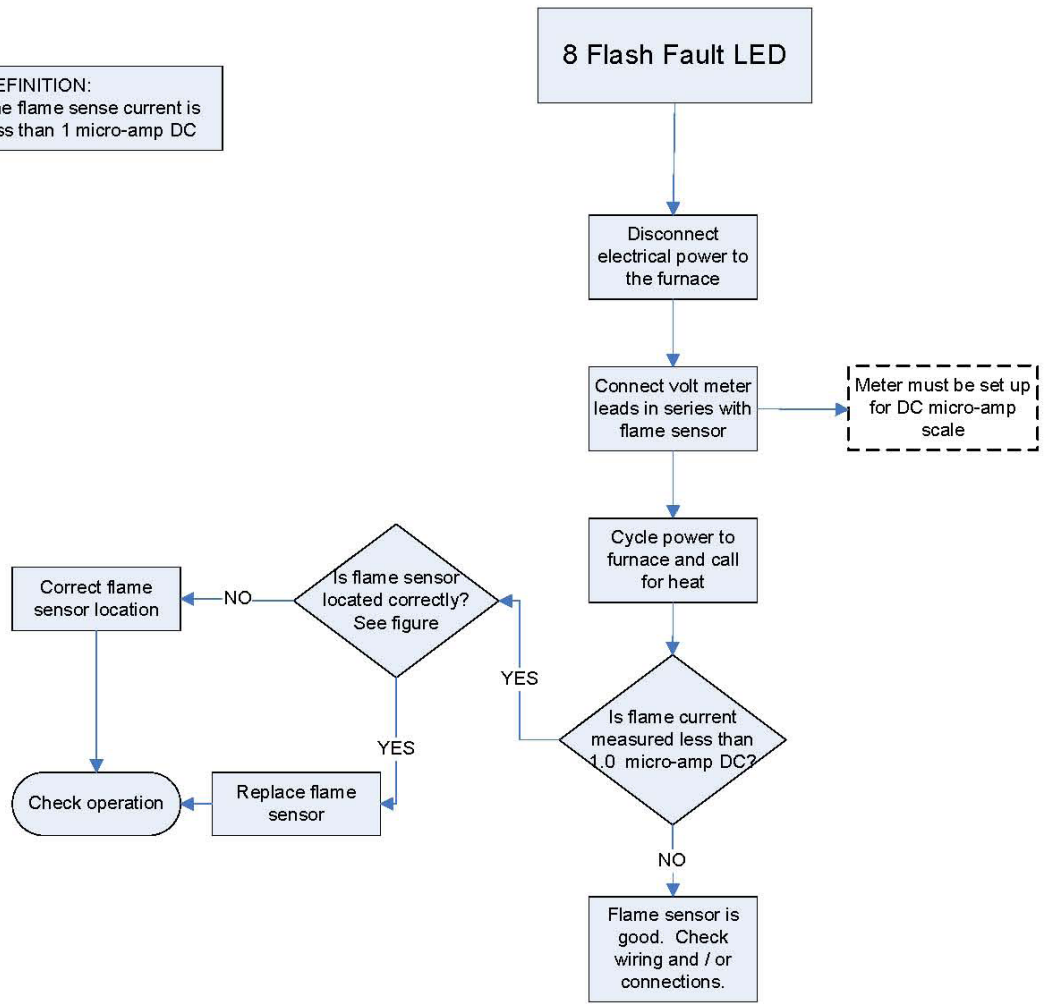 8 Flash Fault LED
EFINITION:
e flame sense current is
ss than 1 micro-amp DC
Disconnect
electrical power to
the furnace
Connect volt meter
leads in series with
flame sensor
Meter must be set up
for DC micro-amp
scale
Cycle power to
furnace and call
for heat
Is flame sensor
located correctly?
See figure
NO
Correct flame
sensor location
YES
Is flame current
measured less than
1.0 micro-amp DC?
YES
Replace flame
sensor
Check operation
NO
Flame sensor is
good. Check
wiring and / or
connections.